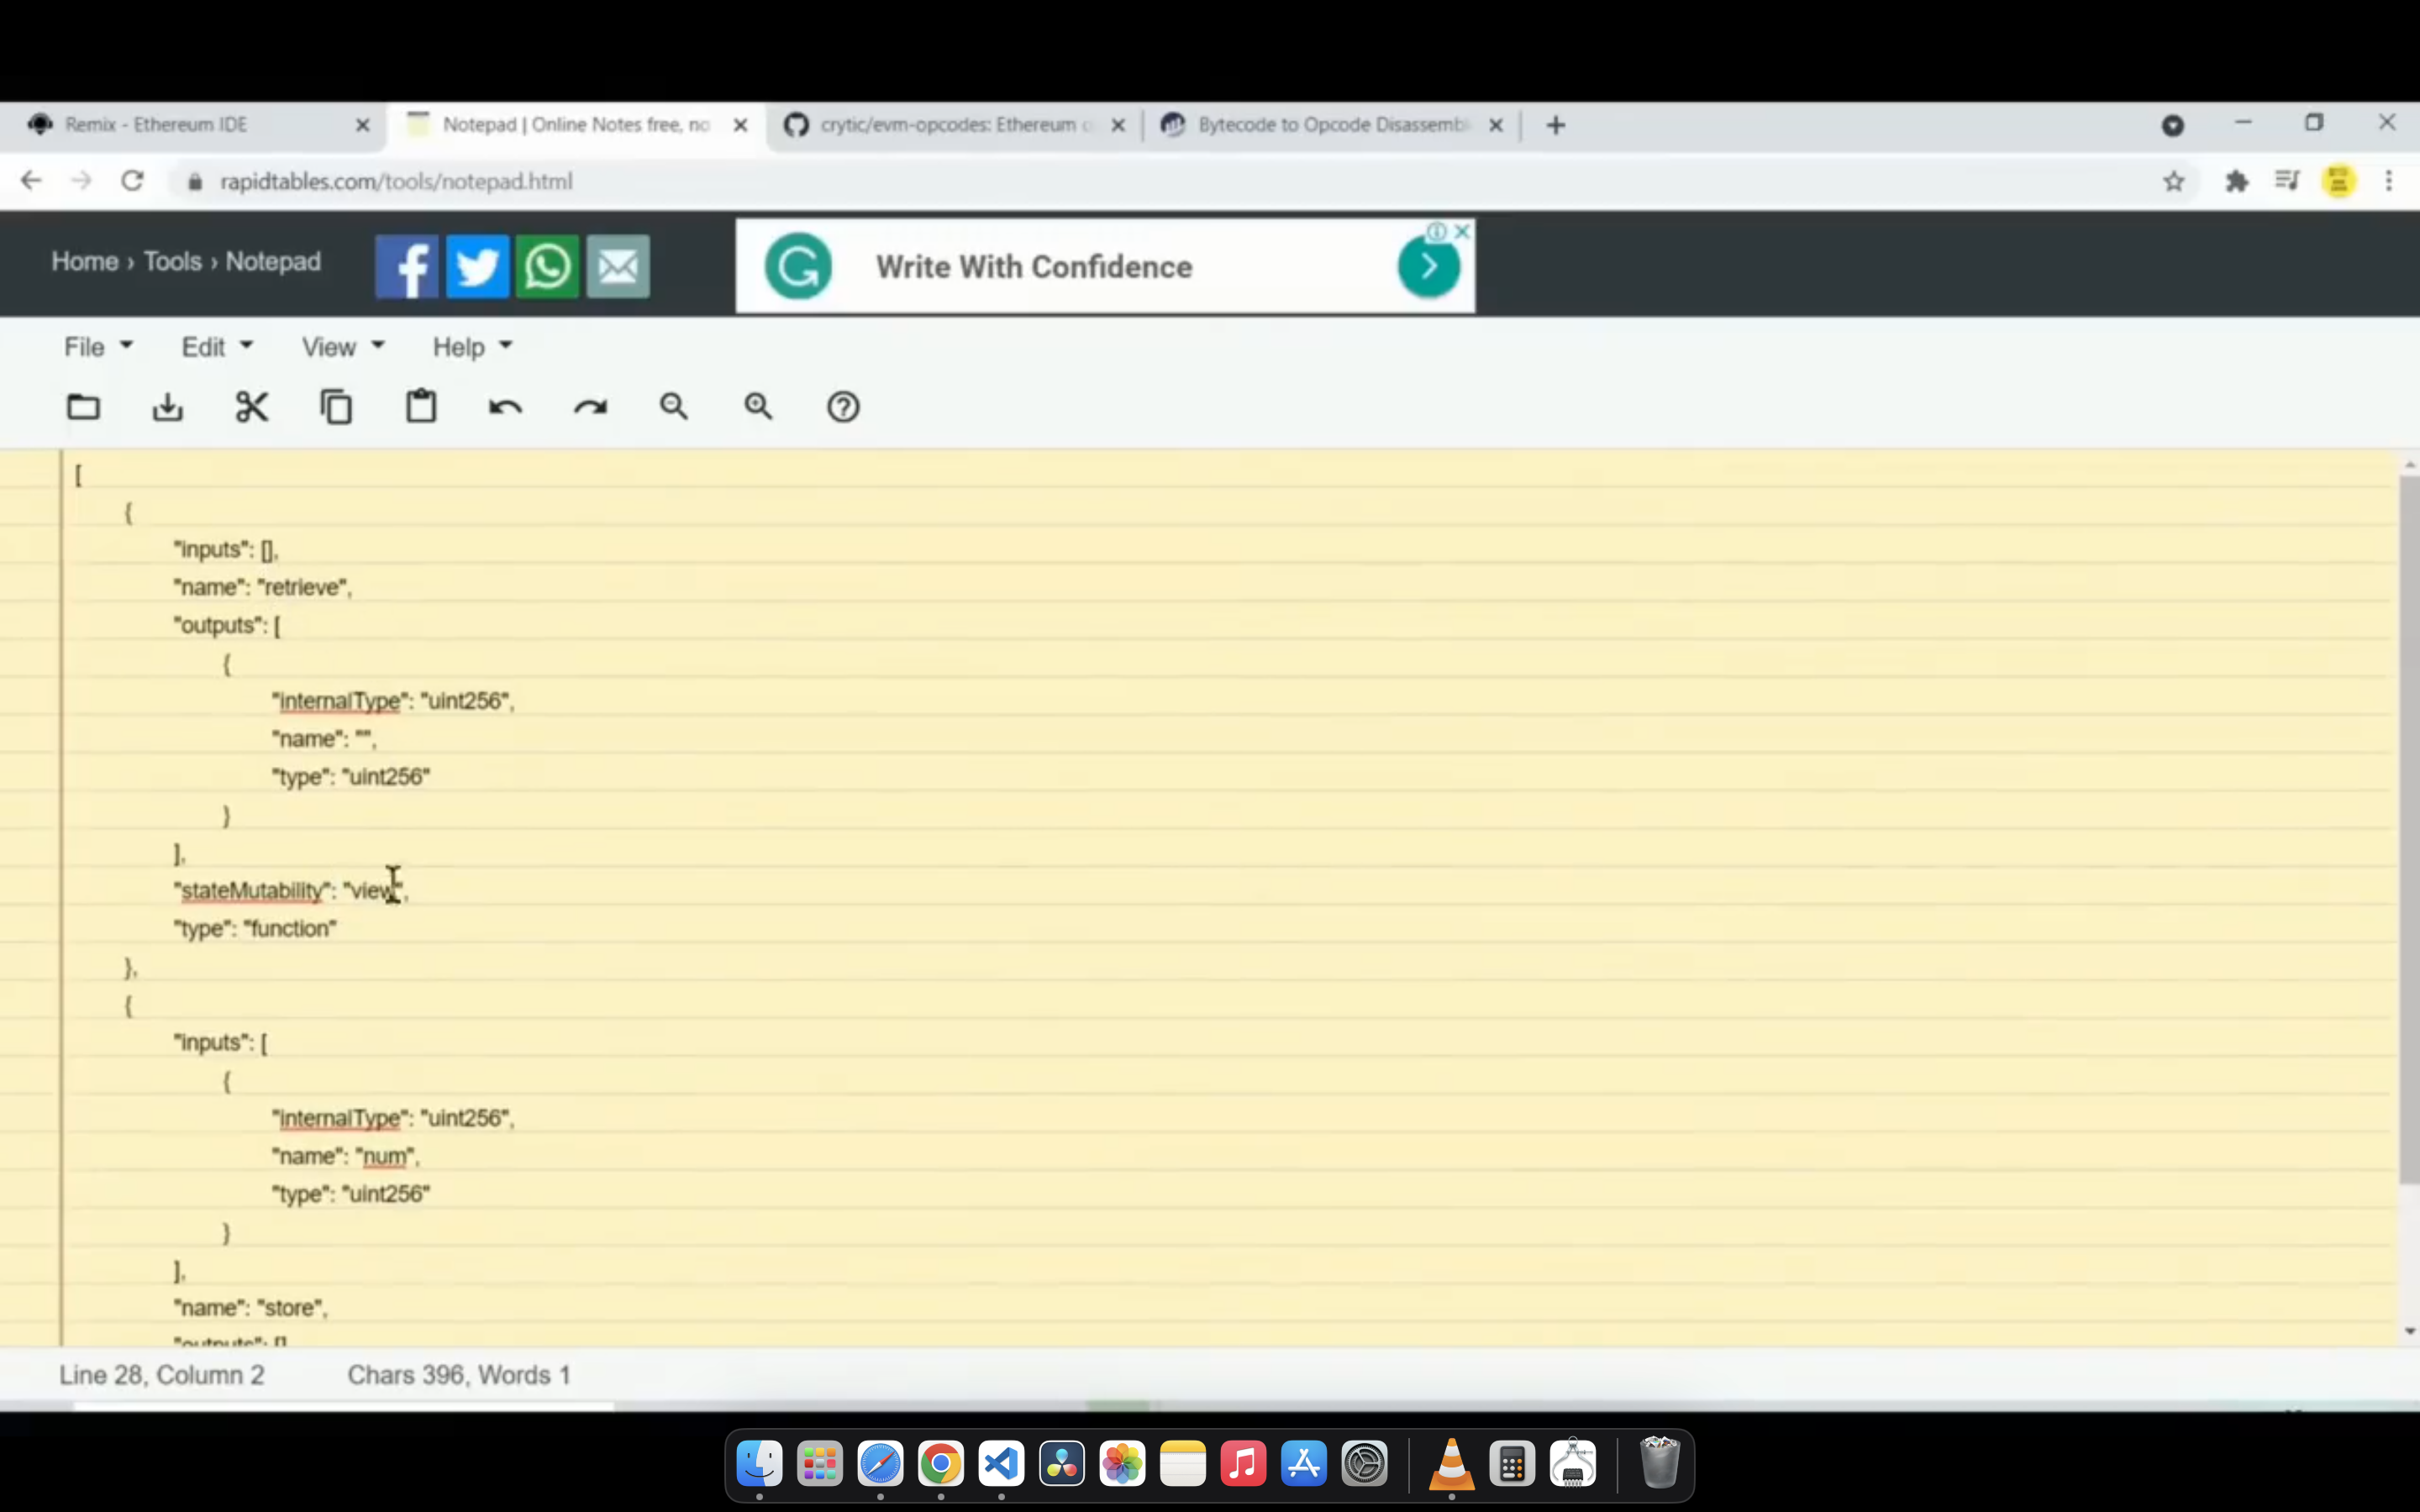 Remix - Ethereum IDE
Notepad | Online Notes free, no
crytic/evm-opcodes: Ethereum o
Bytecode to Opcode Disassembl
rapidtables.com/tools/notepad.html
Home › Tools › Notepad
Write With Confidence
File Edit View Help
[
{
"inputs": [],
"name": "retrieve",
"outputs": [
{
"internalType": "uint256",
"name": "",
"type": "uint256"
}
],
"stateMutability": "view",
"type": "function"
},
{
"inputs": [
{
"internalType": "uint256",
"name": "num",
"type": "uint256"
}
],
"name": "store",
"outputs": []
Line 28, Column 2
Chars 396, Words 1